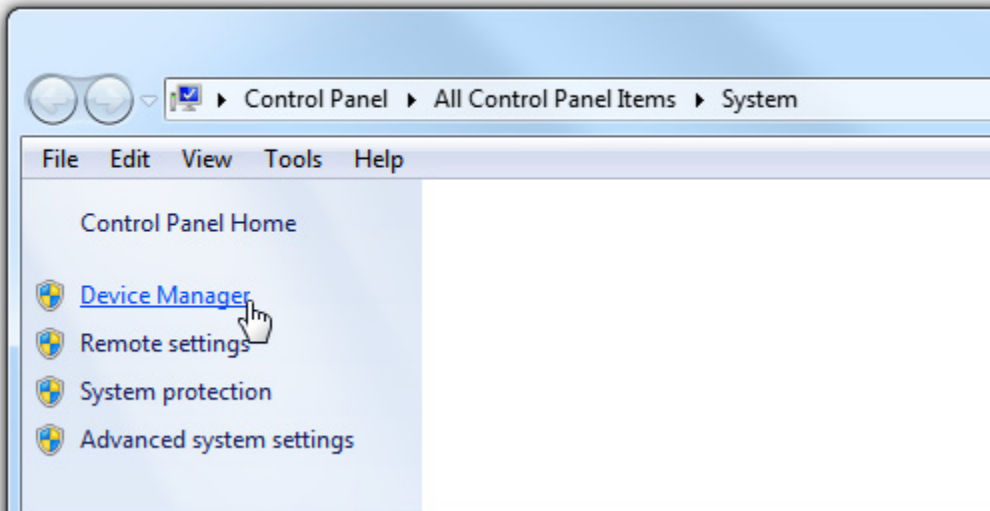 Control Panel All Control Panel Items System
File Edit View Tools Help
Control Panel Home
Device Manager
Remote settings
System protection
Advanced system settings